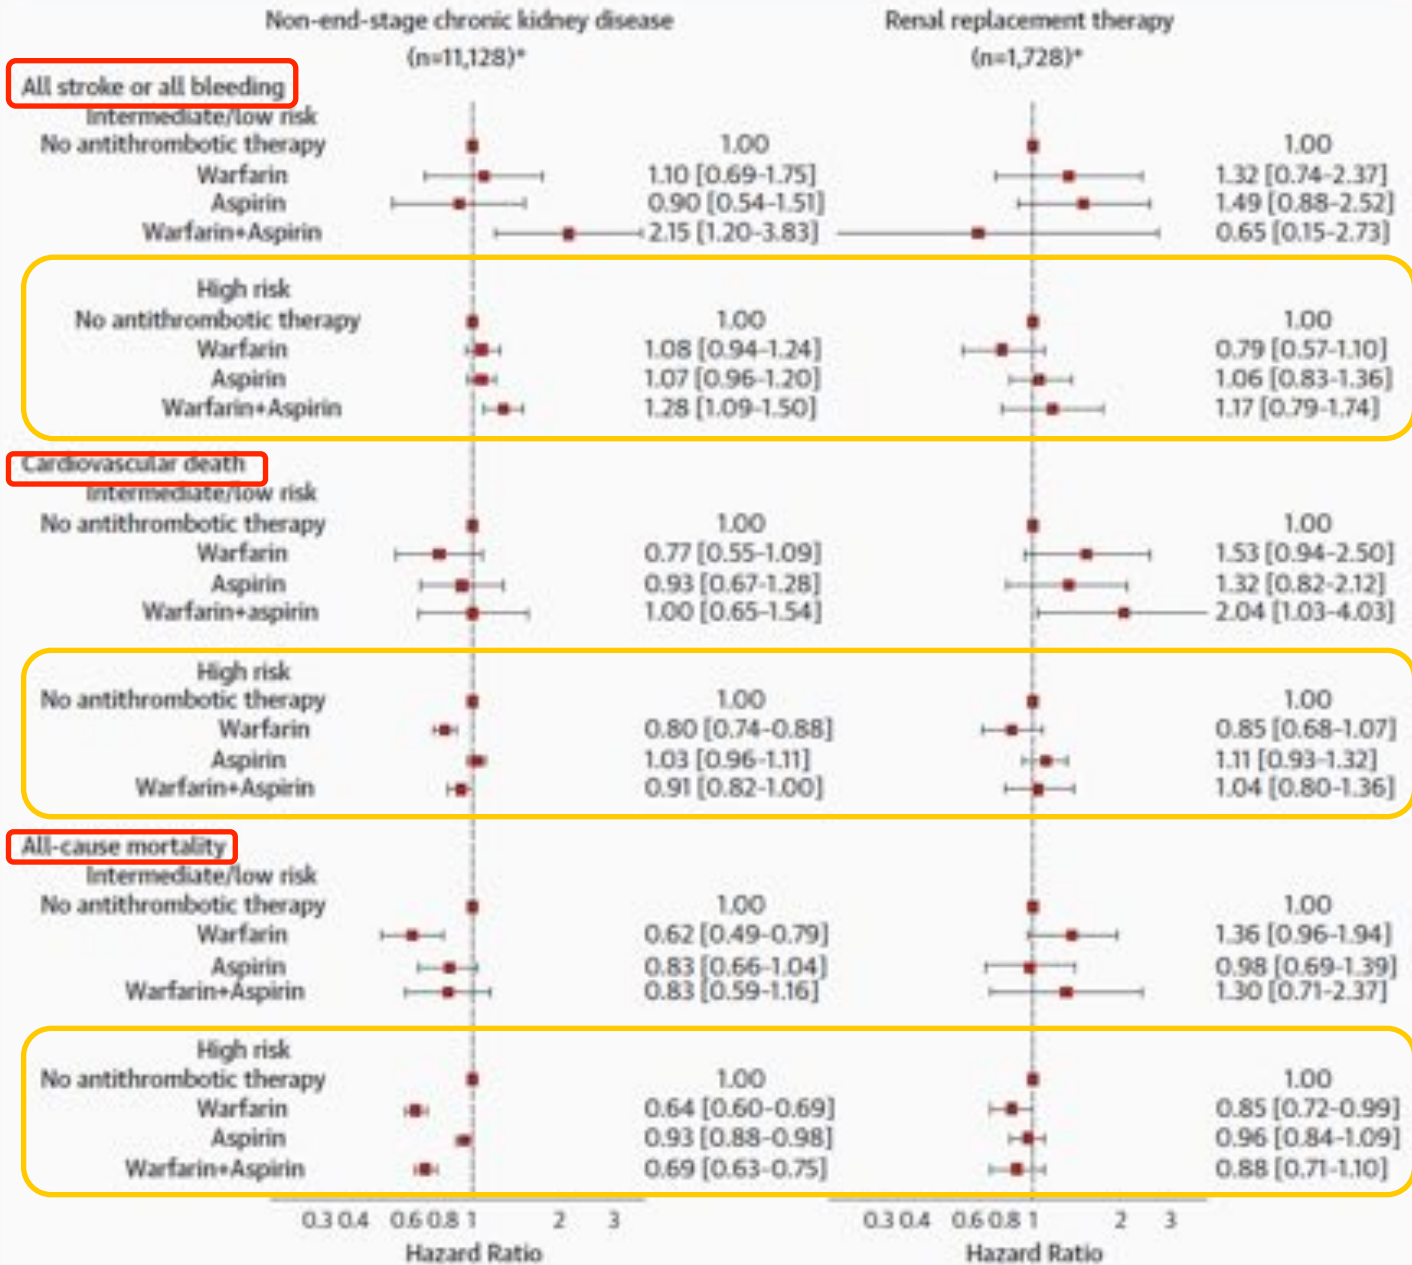 Non-end-stage chronic kidney disease Renal replacement therapy
(n=11,128)* (n=1,728)*
All stroke or all bleeding
Intermediate/low risk
No antithrombotic therapy 1.00 1.00
Warfarin 1.10 [0.69-1.75] 1.32 [0.74-2.37]
Aspirin 0.90 [0.54-1.51] 1.49 [0.88-2.52]
Warfarin+Aspirin 2.15 [1.20-3.83] 0.65 [0.15-2.73]
High risk
No antithrombotic therapy 1.00 1.00
Warfarin 1.08 [0.94-1.24] 0.79 [0.57-1.10]
Aspirin 1.07 [0.96-1.20] 1.06 [0.83-1.36]
Warfarin+Aspirin 1.28 [1.09-1.50] 1.17 [0.79-1.74]
Cardiovascular death
Intermediate/low risk
No antithrombotic therapy 1.00 1.00
Warfarin 0.77 [0.55-1.09] 1.53 [0.94-2.50]
Aspirin 0.93 [0.67-1.28] 1.32 [0.82-2.12]
Warfarin+aspirin 1.00 [0.65-1.54] 2.04 [1.03-4.03]
High risk
No antithrombotic therapy 1.00 1.00
Warfarin 0.80 [0.74-0.88] 0.85 [0.68-1.07]
Aspirin 1.03 [0.96-1.11] 1.11 [0.93-1.32]
Warfarin+Aspirin 0.91 [0.82-1.00] 1.04 [0.80-1.36]
All-cause mortality
Intermediate/low risk
No antithrombotic therapy 1.00 1.00
Warfarin 0.62 [0.49-0.79] 1.36 [0.96-1.94]
Aspirin 0.83 [0.66-1.04] 0.98 [0.69-1.39]
Warfarin+Aspirin 0.83 [0.59-1.16] 1.30 [0.71-2.37]
High risk
No antithrombotic therapy 1.00 1.00
Warfarin 0.64 [0.60-0.69] 0.85 [0.72-0.99]
Aspirin 0.93 [0.88-0.98] 0.96 [0.84-1.09]
Warfarin+Aspirin 0.69 [0.63-0.75] 0.88 [0.71-1.10]
0.3 0.4 0.6 0.8 1 2 3 0.3 0.4 0.6 0.8 1 2 3
Hazard Ratio Hazard Ratio